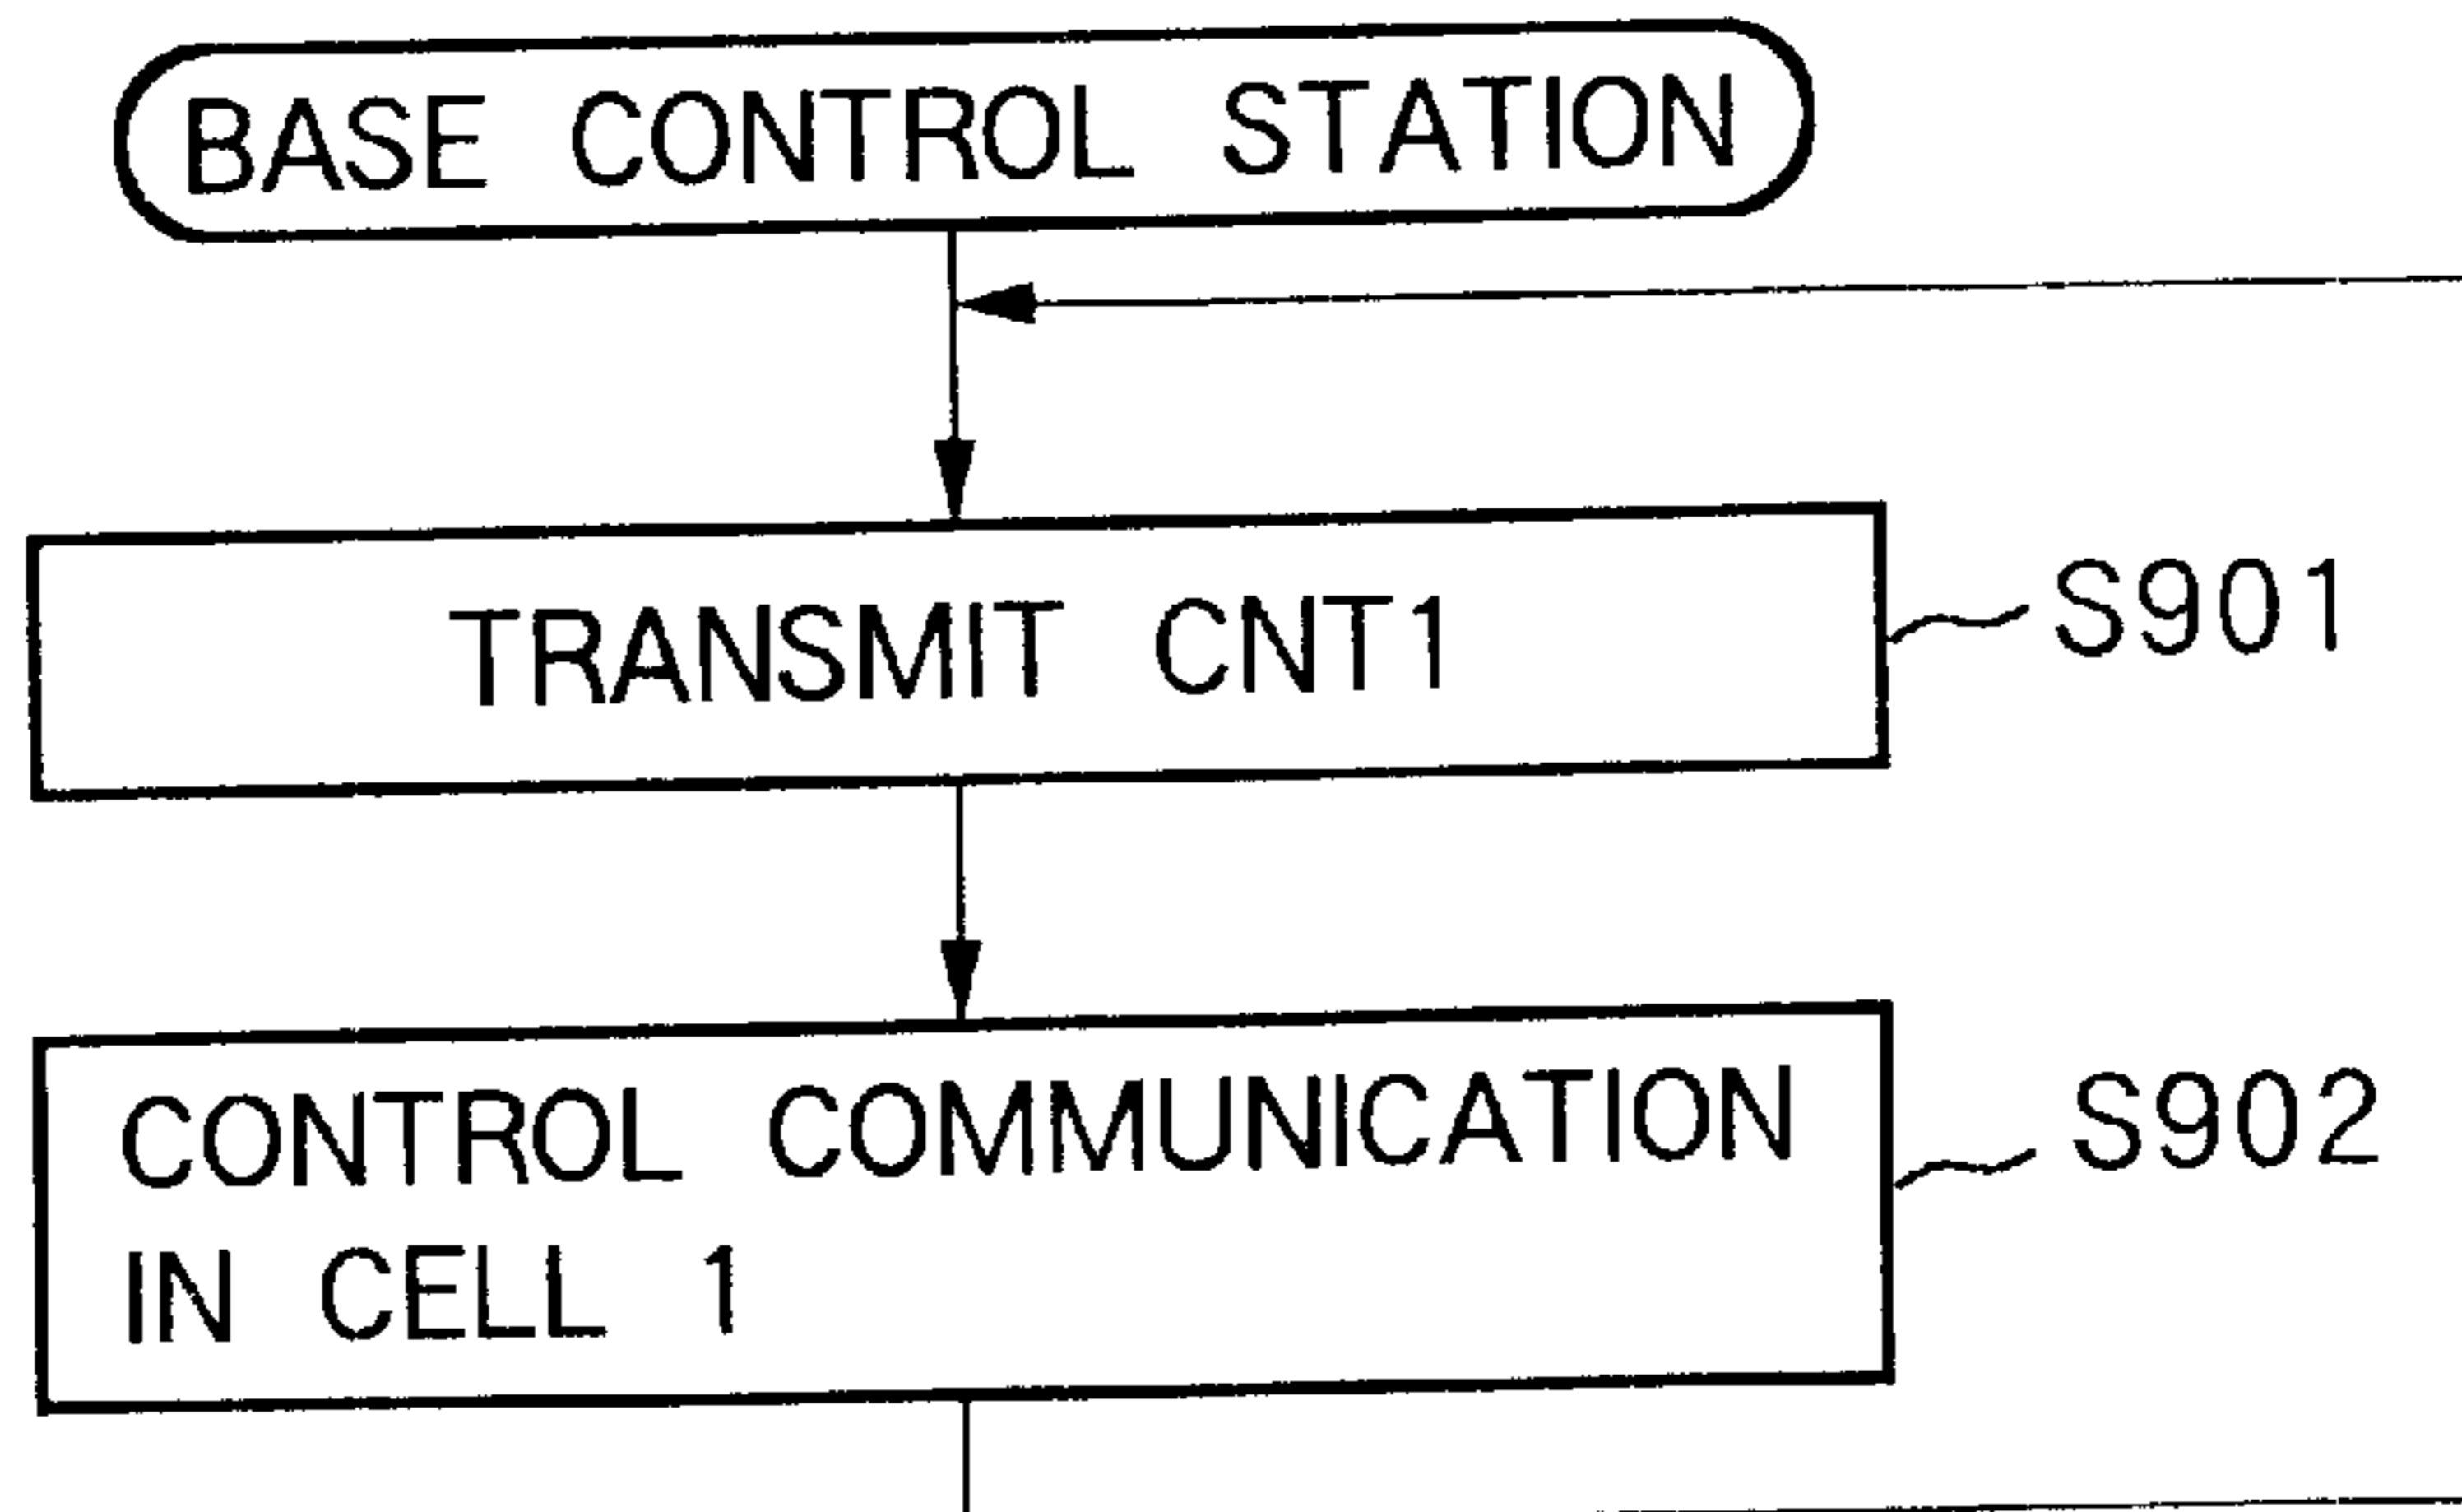 BASE CONTROL STATION
TRANSMIT CNT1
S901
CONTROL COMMUNICATION
IN CELL 1
S902